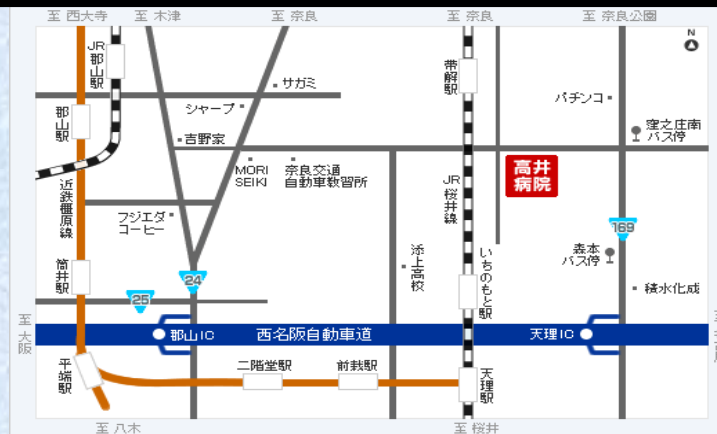 至 西大寺
至 木津
至 奈良
至 奈良
至 奈良公園
N
JR
郡山駅
サガミ
帯解駅
パチンコ
シャープ
郡山駅
吉野家
窪之庄南
バス停
MORI
SEIKI
奈良交通
自動車教習所
高井
病院
JR
桜井線
近鉄橿原線
フジエダ
コーヒー
169
添上高校
いちのもと駅
森本
バス停
筒井駅
24
25
積水化成
至 大阪
郡山IC
西名阪自動車道
天理IC
平端駅
二階堂駅
前栽駅
天理駅
至 八木
至 桜井